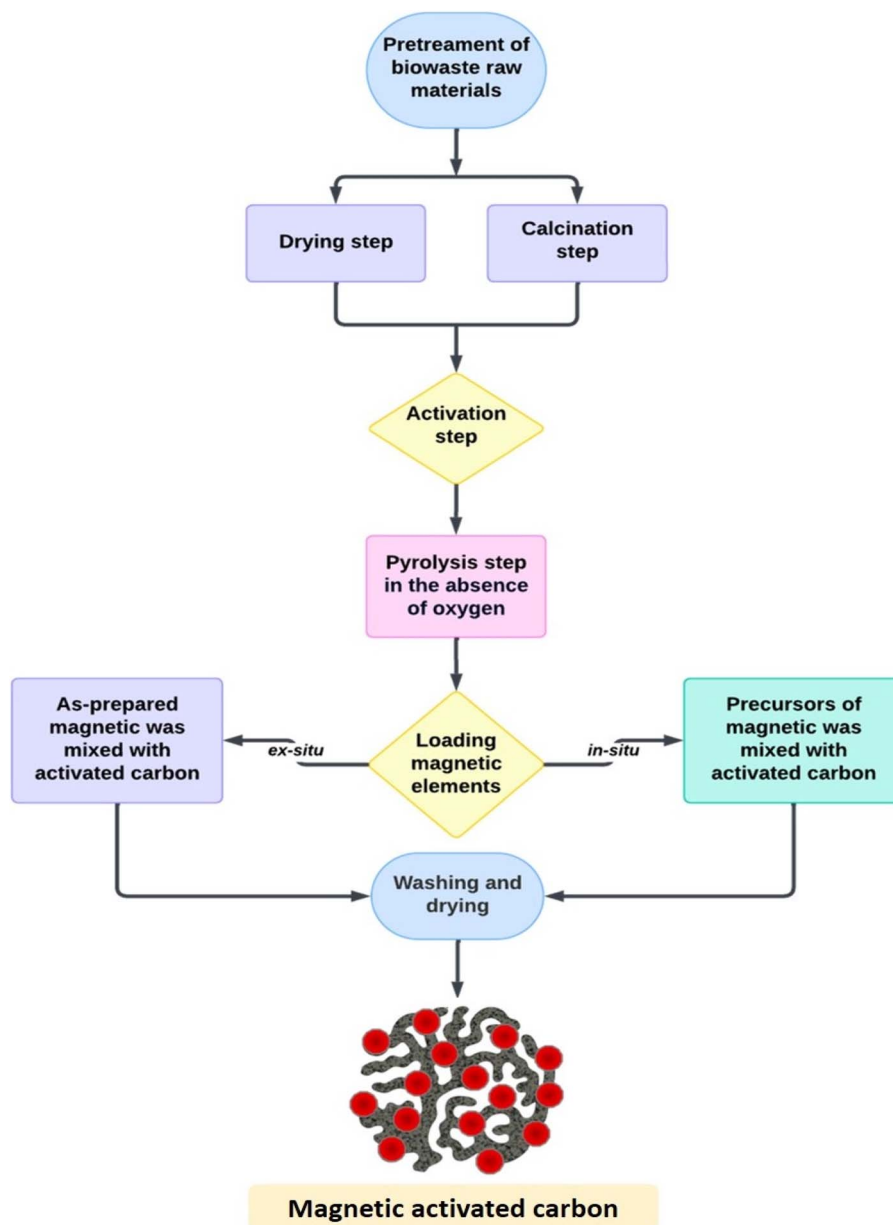 Pretreament of
biowaste raw
materials
Drying step
Calcination
step
Activation
step
Pyrolysis step
in the absence
of oxygen
As-prepared
magnetic was
mixed with
activated carbon
ex-situ
Loading
magnetic
elements
in-situ
Precursors of
magnetic was
mixed with
activated carbon
Washing and
drying
Magnetic activated carbon